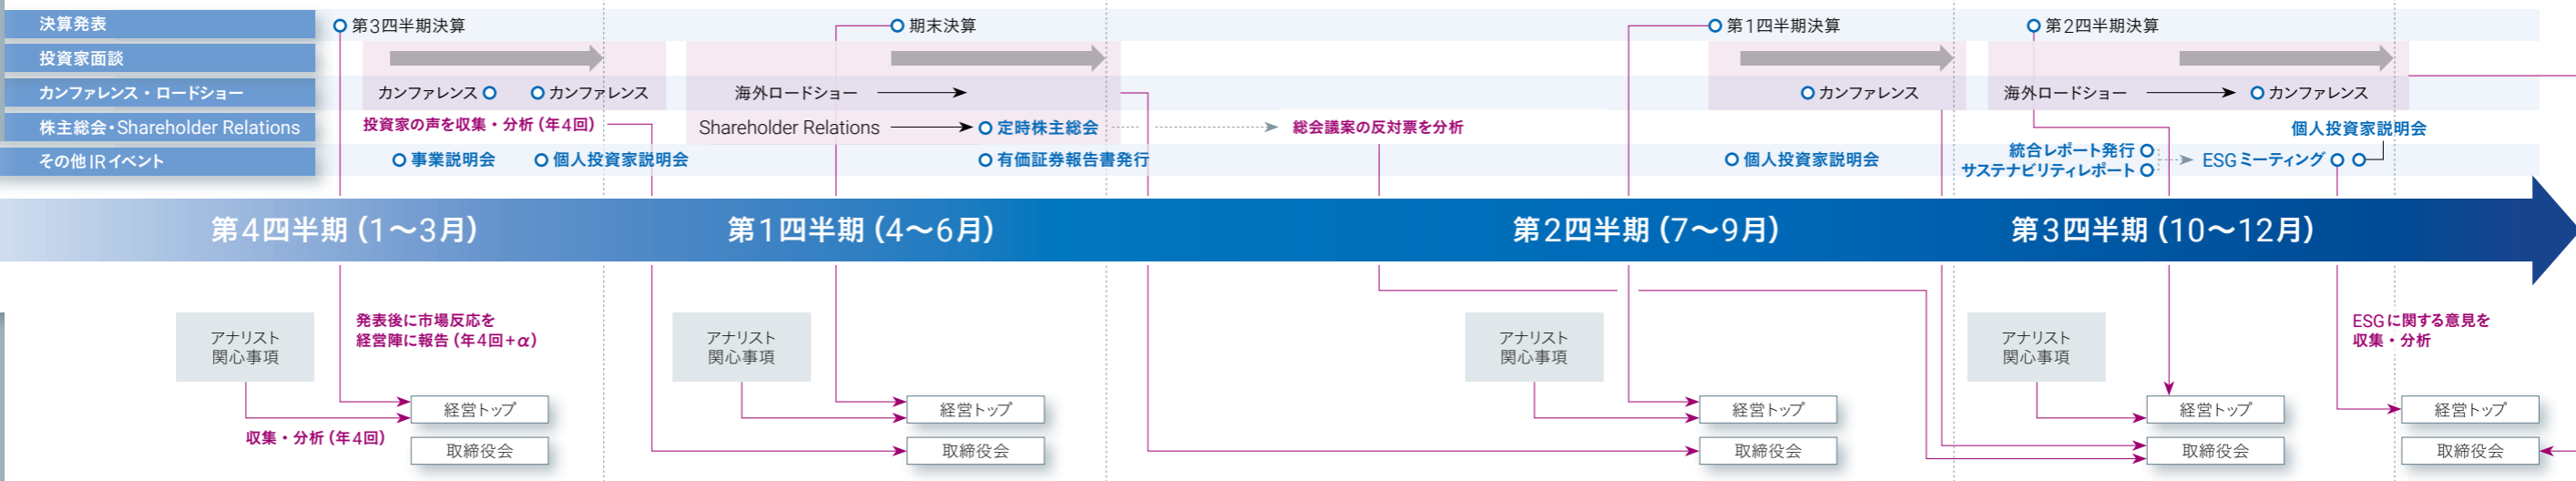 決算発表
第3四半期決算
期末決算
第1四半期決算
第2四半期決算
投資家面談
カンファレンス・ロードショー
カンファレンス
カンファレンス
海外ロードショー
カンファレンス
海外ロードショー
カンファレンス
株主総会・Shareholder Relations
投資家の声を収集・分析（年4回）
Shareholder Relations
定時株主総会
総会議案の反対票を分析
個人投資家説明会
その他IRイベント
事業説明会
個人投資家説明会
有価証券報告書発行
個人投資家説明会
統合レポート発行
サステナビリティレポート
ESGミーティング
第4四半期（1〜3月）
第1四半期（4〜6月）
第2四半期（7〜9月）
第3四半期（10〜12月）
アナリスト
関心事項
発表後に市場反応を
経営陣に報告（年4回+α）
アナリスト
関心事項
アナリスト
関心事項
アナリスト
関心事項
ESGに関する意見を
収集・分析
経営トップ
経営トップ
経営トップ
経営トップ
経営トップ
収集・分析（年4回）
取締役会
取締役会
取締役会
取締役会
取締役会